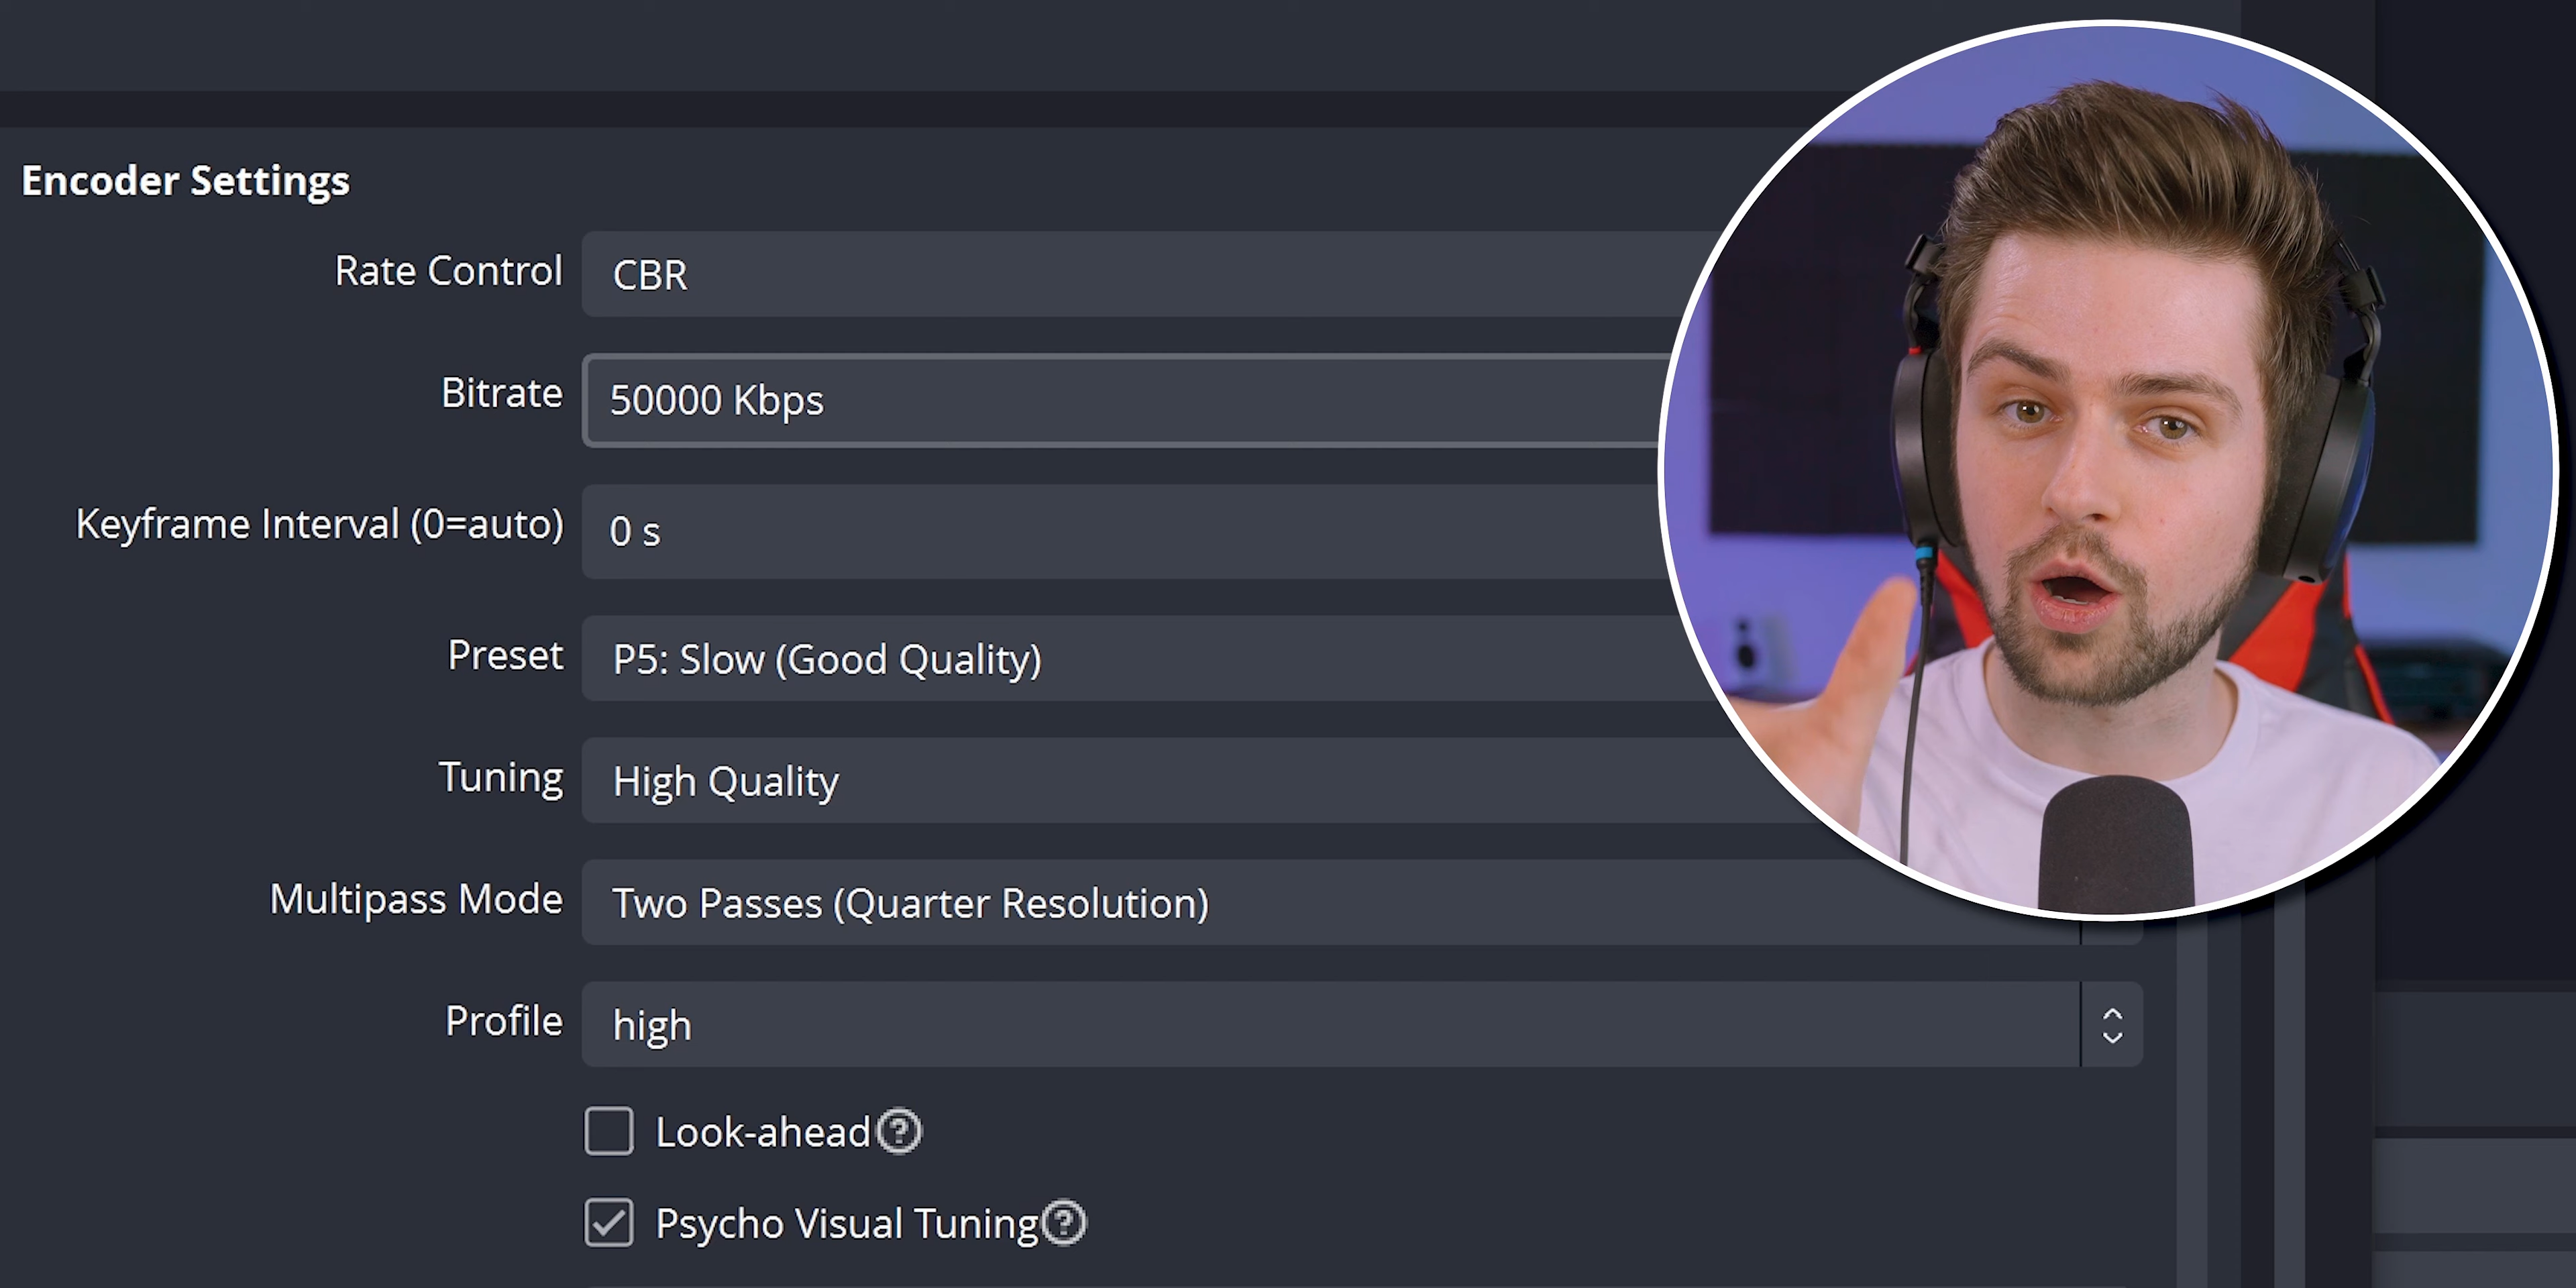 Encoder Settings
Rate Control CBR
Bitrate 50000 Kbps
Keyframe Interval (0=auto) 0 s
Preset P5: Slow (Good Quality)
Tuning High Quality
Multipass Mode Two Passes (Quarter Resolution)
Profile high
Look-ahead ?
Psycho Visual Tuning ?